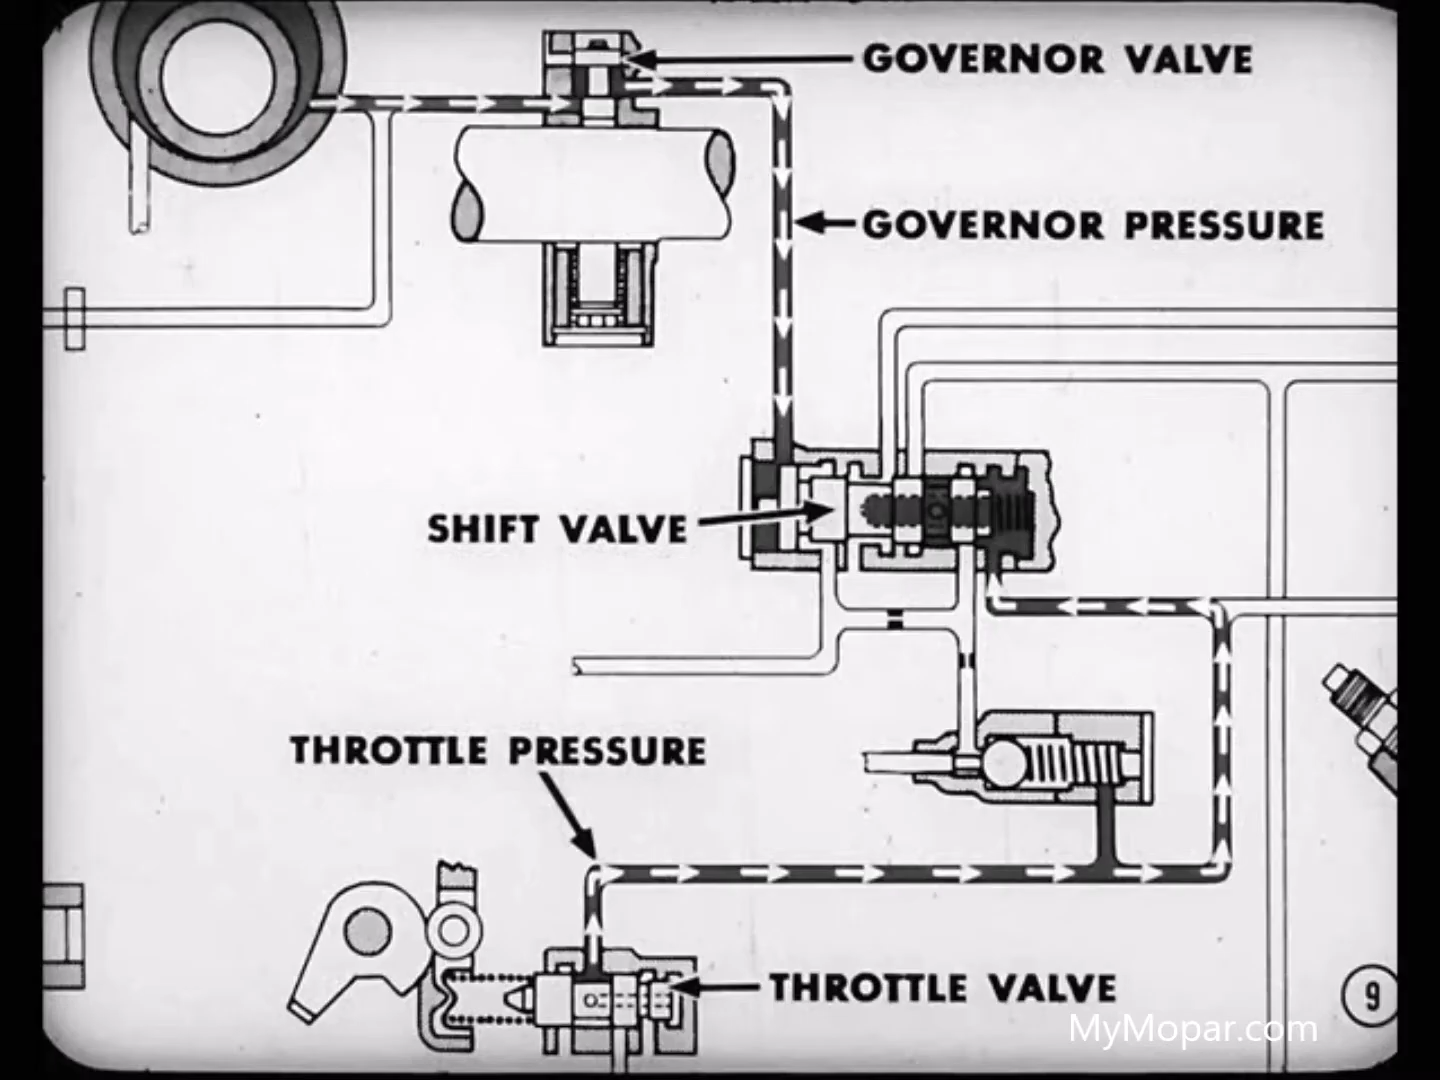 GOVERNOR VALVE
GOVERNOR PRESSURE
SHIFT VALVE
THROTTLE PRESSURE
THROTTLE VALVE
9
MyMopar.com